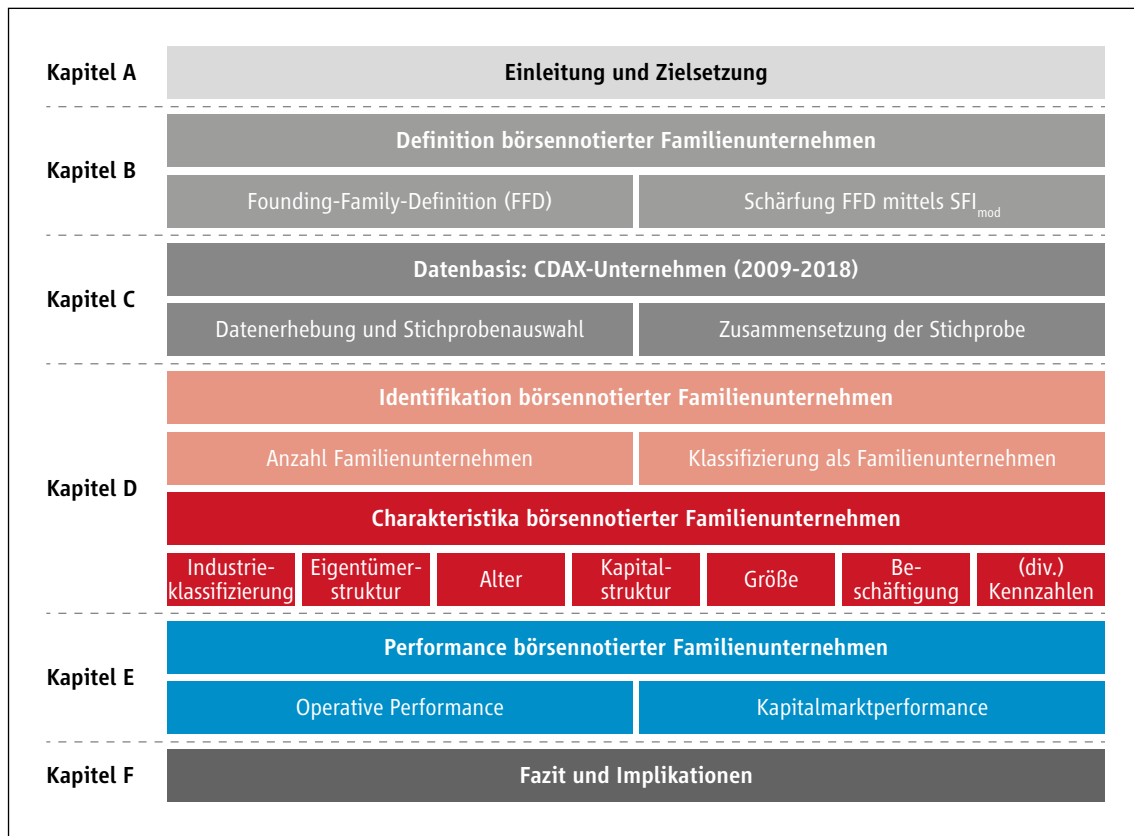 Kapitel A
Einleitung und Zielsetzung
Kapitel B
Definition börsennotierter Familienunternehmen
Founding-Family-Definition (FFD)
Schärfung FFD mittels SFImod
Kapitel C
Datenbasis: CDAX-Unternehmen (2009-2018)
Datenerhebung und Stichprobenauswahl
Zusammensetzung der Stichprobe
Kapitel D
Identifikation börsennotierter Familienunternehmen
Anzahl Familienunternehmen
Klassifizierung als Familienunternehmen
Charakteristika börsennotierter Familienunternehmen
Industrie-
klassifizierung
Eigentümer-
struktur
Alter
Kapital-
struktur
Größe
Be-
schäftigung
(div.)
Kennzahlen
Kapitel E
Performance börsennotierter Familienunternehmen
Operative Performance
Kapitalmarktperformance
Kapitel F
Fazit und Implikationen